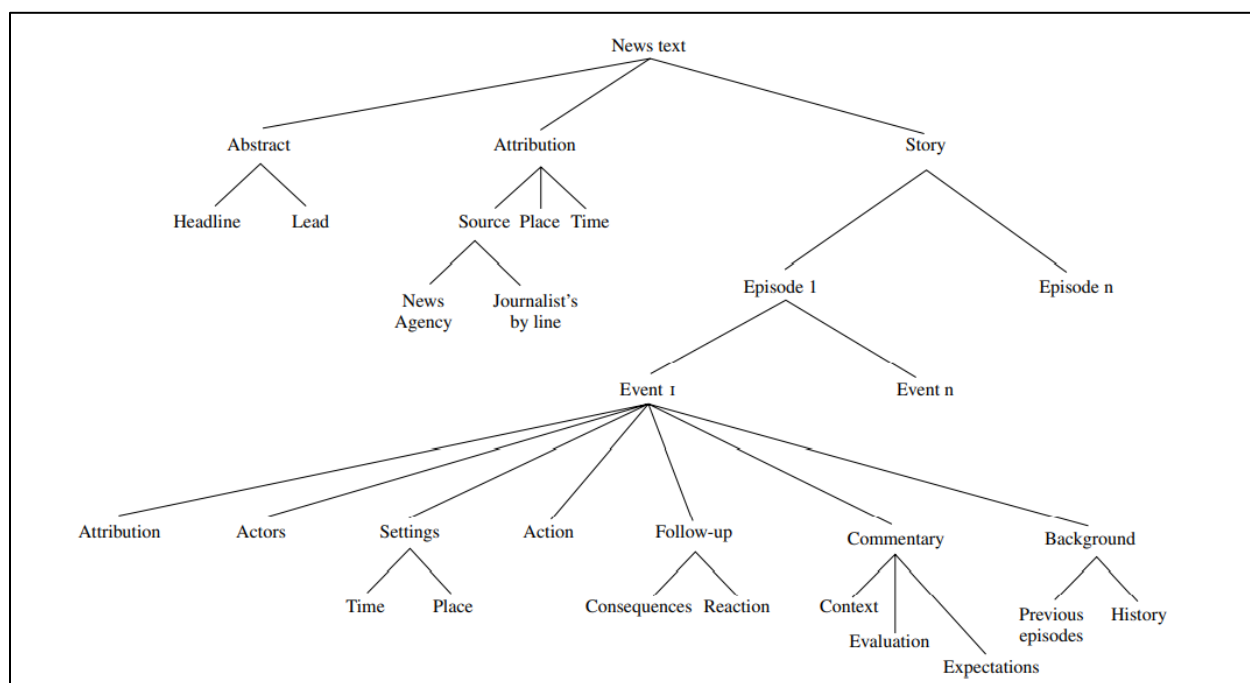 News text
Abstract Attribution Story
Headline Lead Source Place Time
Episode 1 Episode n
News Agency Journalist's by line
Event I Event n
Attribution Actors Settings Action Follow-up Commentary Background
Time Place Consequences Reaction Context Previous episodes History
Evaluation
Expectations